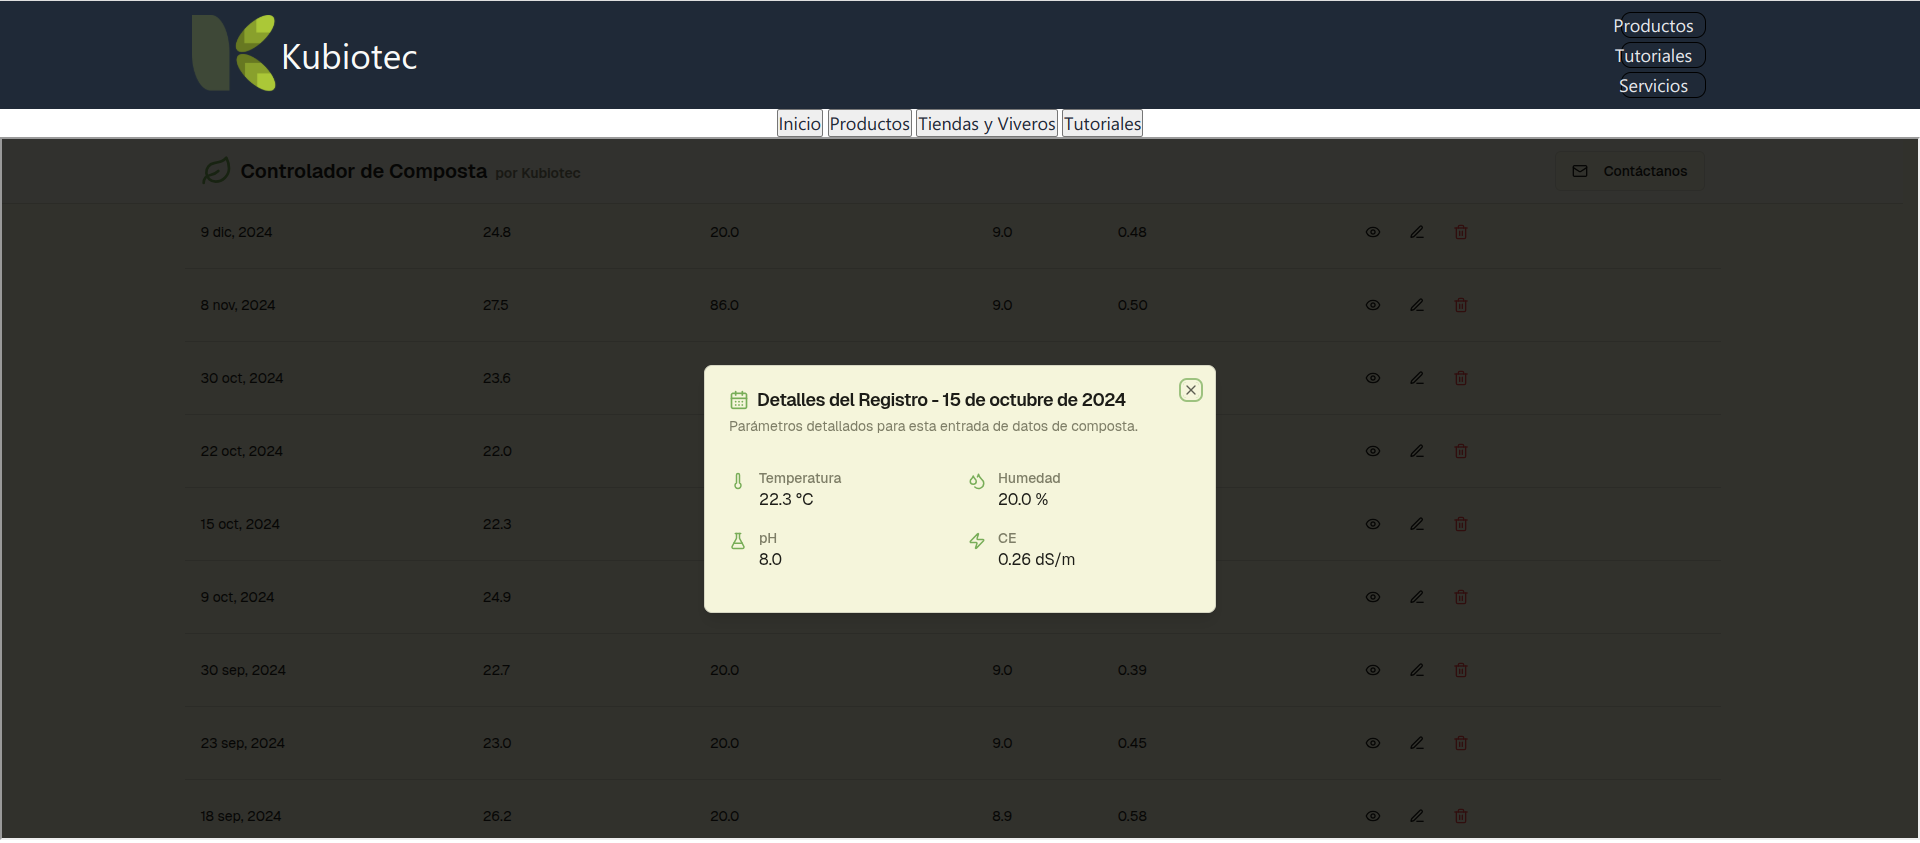 Kubiotec
Productos
Tutoriales
Servicios
Inicio Productos Tiendas y Viveros Tutoriales
Controlador de Composta por Kubiotec
Contáctanos
9 dic, 2024 24.8 20.0 9.0 0.48
8 nov, 2024 27.5 86.0 9.0 0.50
30 oct, 2024 23.6
22 oct, 2024 22.0
15 oct, 2024 22.3
9 oct, 2024 24.9
Detalles del Registro - 15 de octubre de 2024
Parámetros detallados para esta entrada de datos de composta.
Temperatura Humedad
22.3 °C 20.0 %
pH CE
8.0 0.26 dS/m
30 sep, 2024 22.7 20.0 9.0 0.39
23 sep, 2024 23.0 20.0 9.0 0.45
18 sep, 2024 26.2 20.0 8.9 0.58